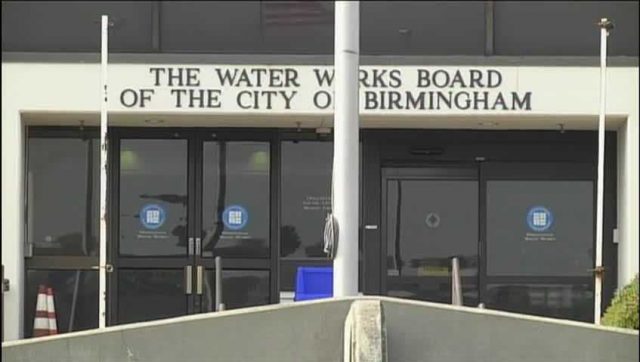 THE WATER WORKS BOARD
OF THE CITY OF BIRMINGHAM